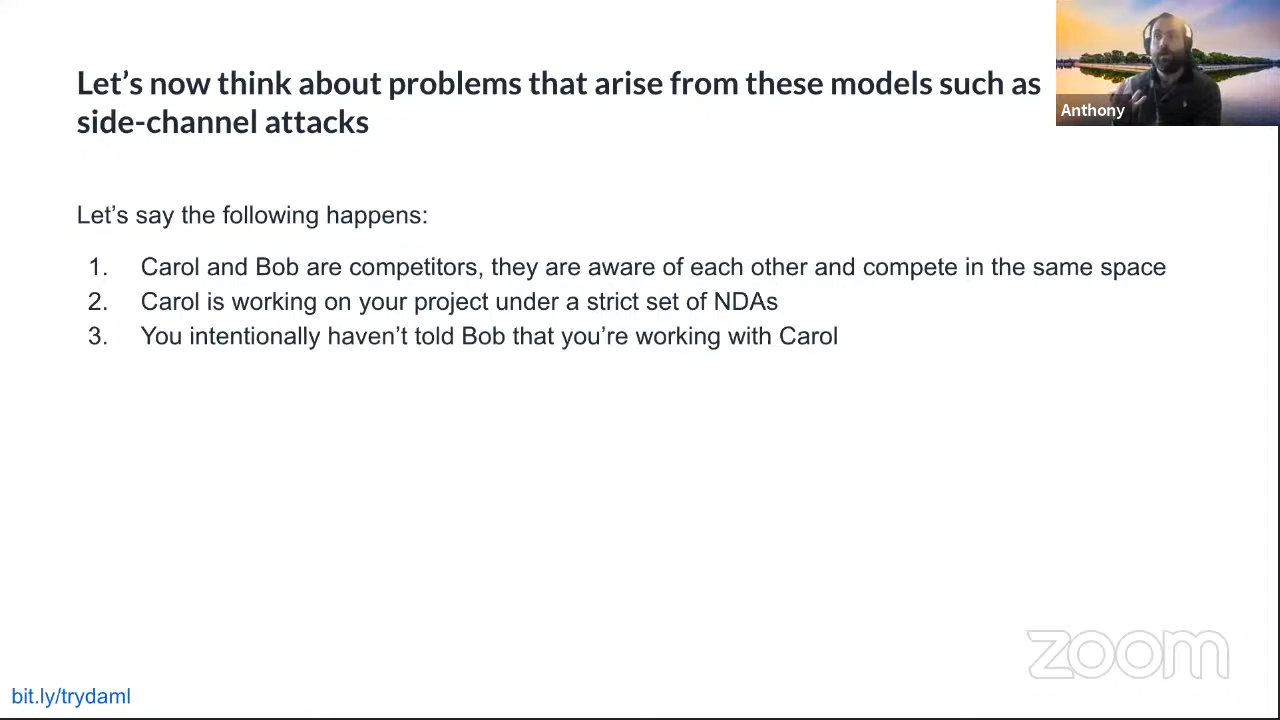 Let's now think about problems that arise from these models such as
side-channel attacks
Anthony
Let's say the following happens:
1. Carol and Bob are competitors, they are aware of each other and compete in the same space
2. Carol is working on your project under a strict set of NDAs
3. You intentionally haven't told Bob that you're working with Carol
zoom
bit.ly/trydaml